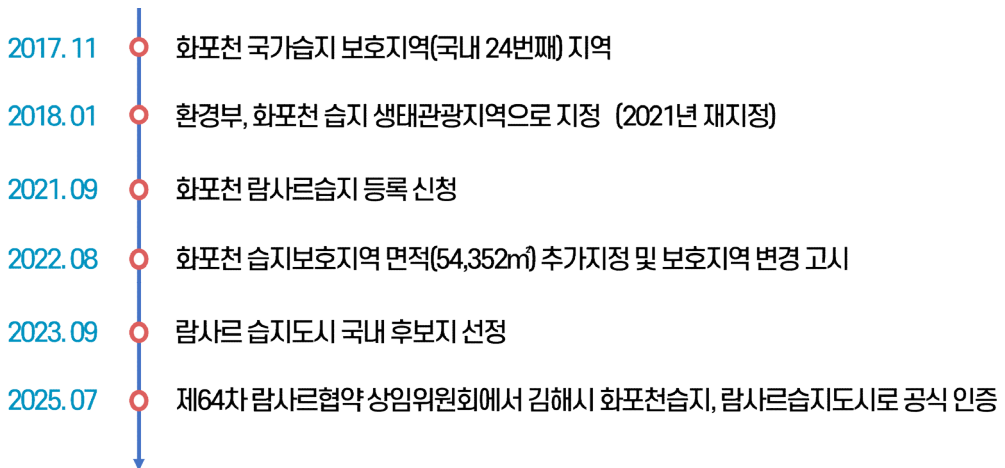 2017. 11 화포천 국가습지 보호지역(국내 24번째) 지역
2018. 01 환경부, 화포천 습지 생태관광지역으로 지정 (2021년 재지정)
2021. 09 화포천 람사르습지 등록 신청
2022. 08 화포천 습지보호지역 면적(54,352㎡) 추가지정 및 보호지역 변경 고시
2023. 09 람사르 습지도시 국내 후보지 선정
2025. 07 제64차 람사르협약 상임위원회에서 김해시 화포천습지, 람사르습지도시로 공식 인증